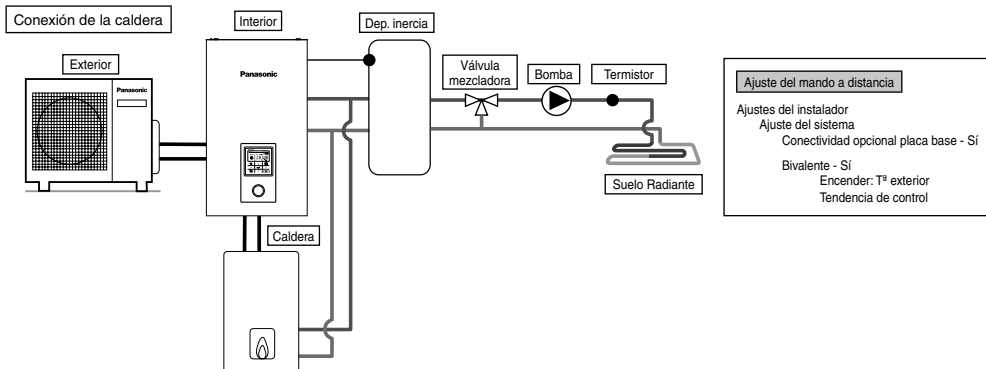 Conexión de la caldera
Exterior
Panasonic
Interior
Panasonic
Dep. inercia
Válvula
mezcladora
Bomba
Termistor
Suelo Radiante
Caldera
Ajuste del mando a distancia
Ajustes del instalador
Ajuste del sistema
Conectividad opcional placa base - Sí
Bivalente - Sí
Encender: Tª exterior
Tendencia de control